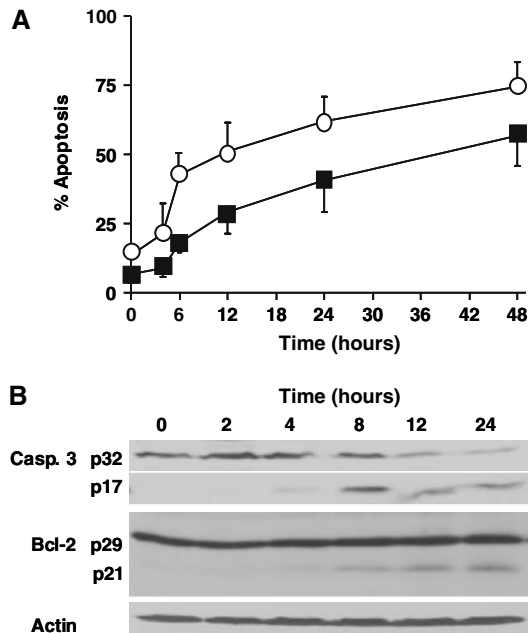 A
100
75
50
25
0
% Apoptosis
0 6 12 18 24 30 36 42 48
Time (hours)
B
Time (hours)
0 2 4 8 12 24
Casp. 3 p32
p17
Bcl-2 p29
p21
Actin